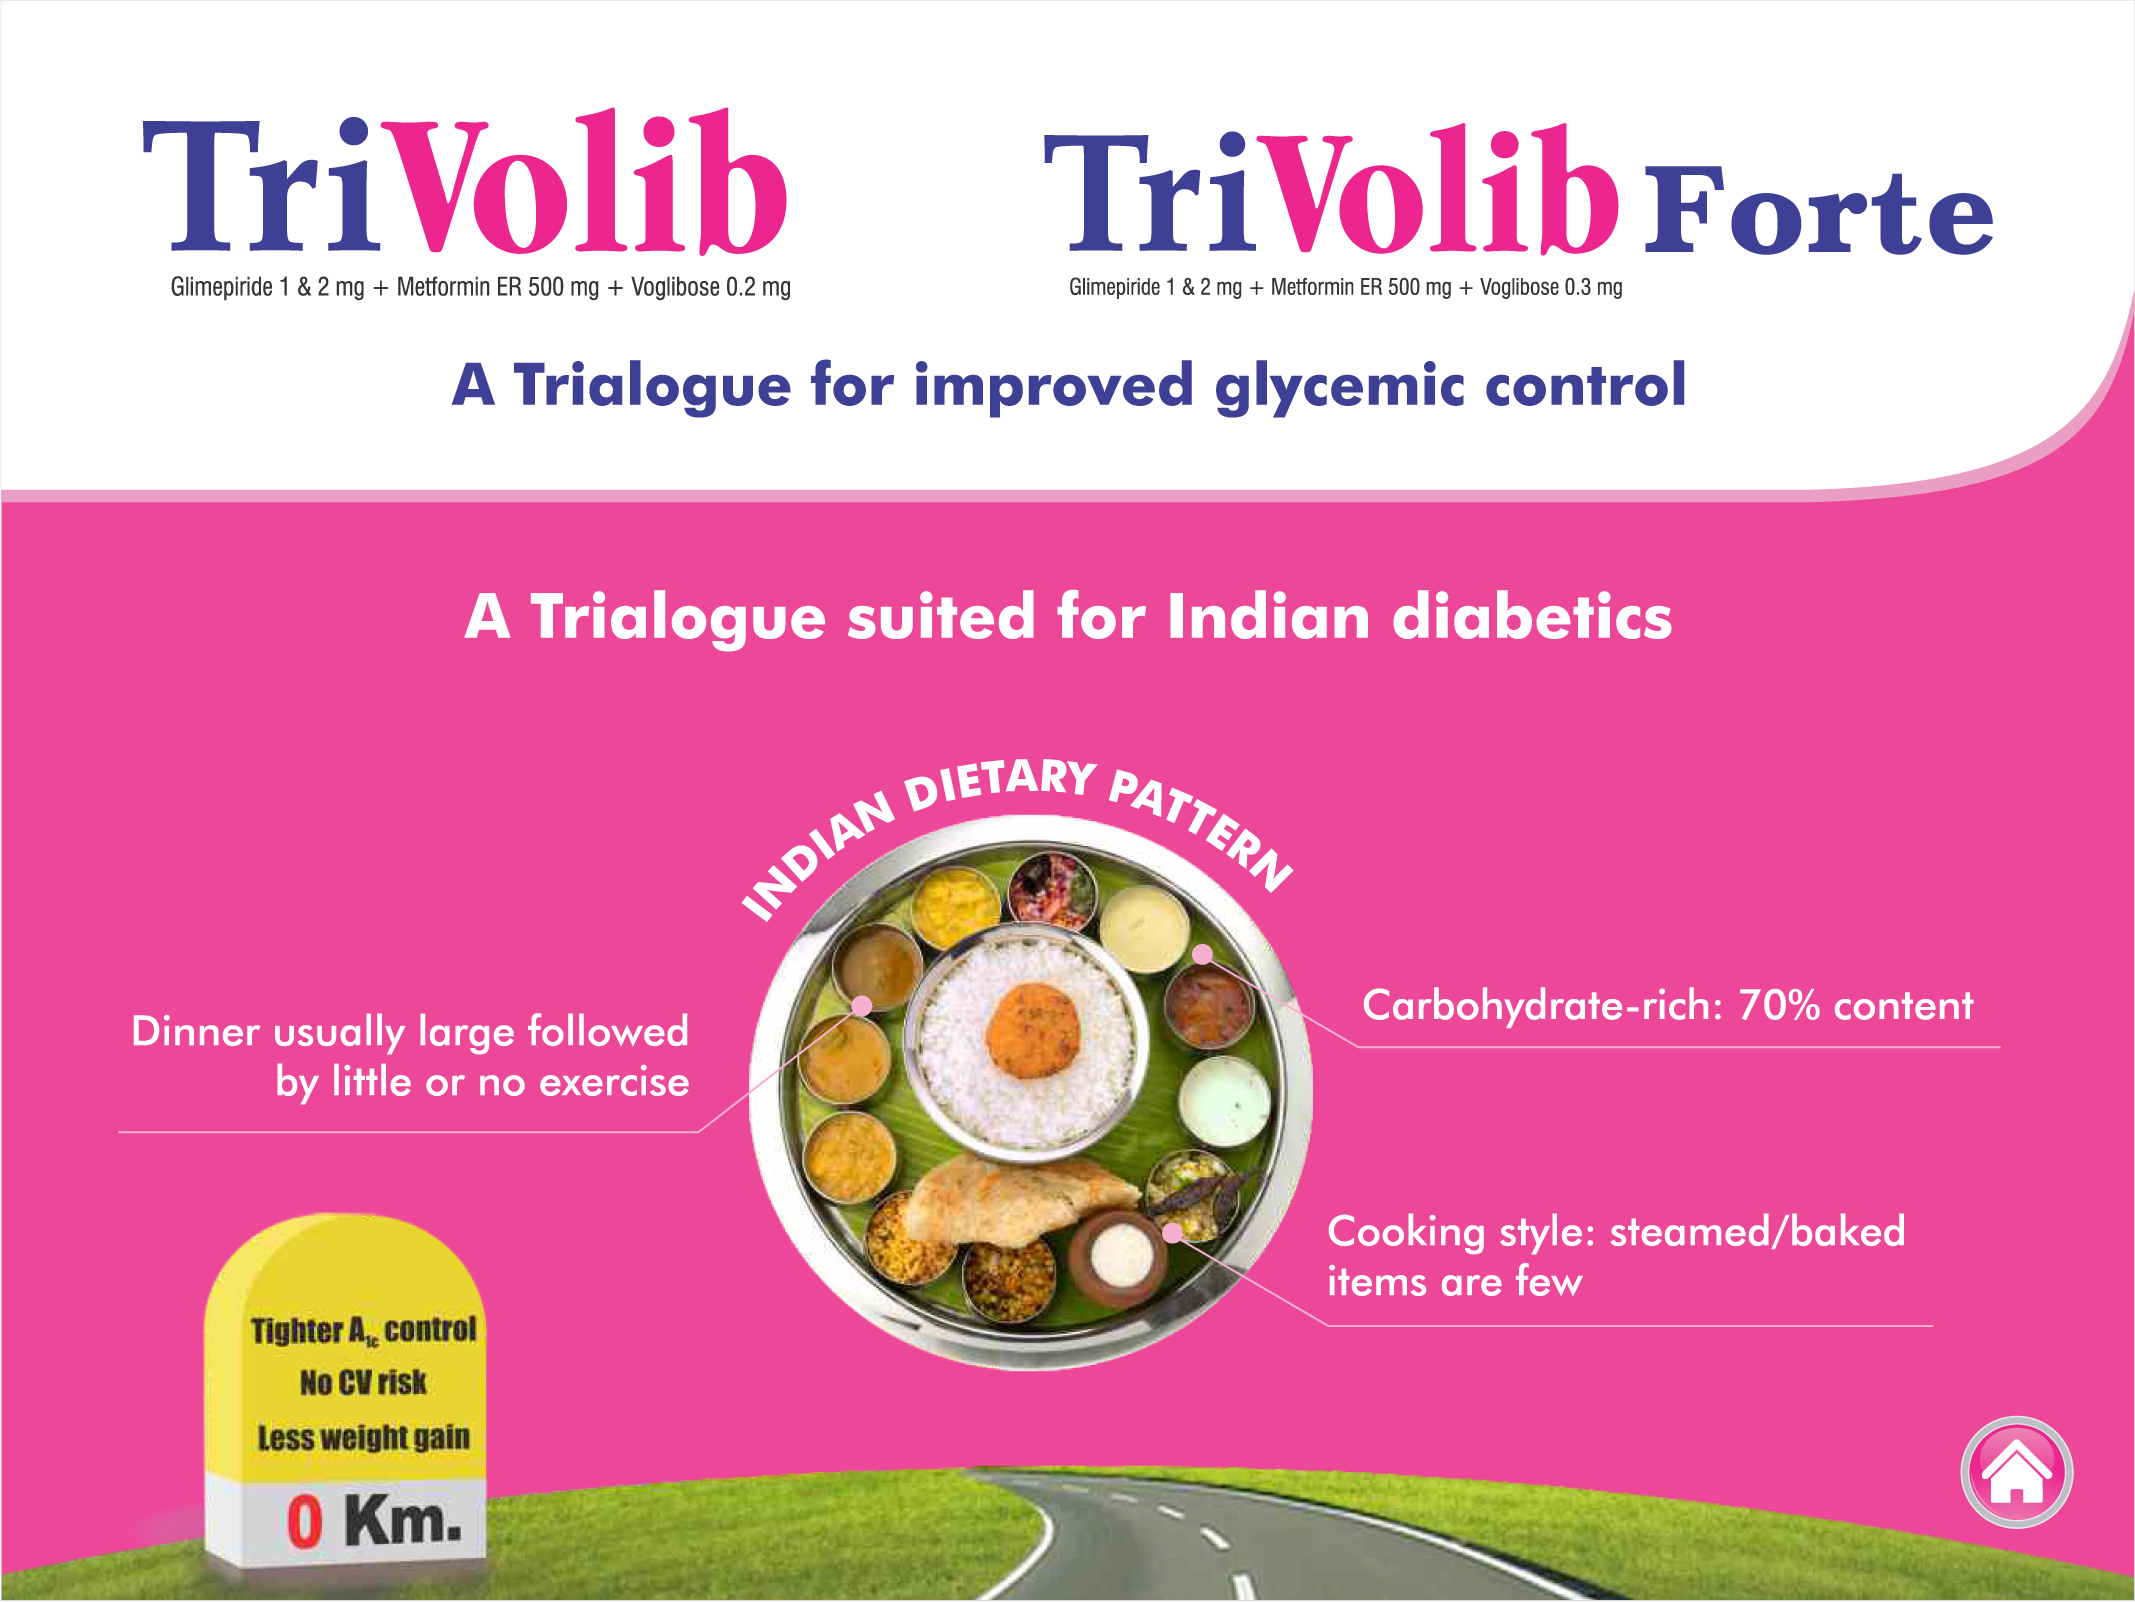 TriVolib
Glimepiride 1 & 2 mg + Metformin ER 500 mg + Voglibose 0.2 mg
TriVolib Forte
Glimepiride 1 & 2 mg + Metformin ER 500 mg + Voglibose 0.3 mg
A Trialogue for improved glycemic control
A Trialogue suited for Indian diabetics
INDIAN DIETARY PATTERN
Dinner usually large followed
by little or no exercise
Carbohydrate-rich: 70% content
Cooking style: steamed/baked
items are few
Tighter A1c control
No CV risk
Less weight gain
0 Km.